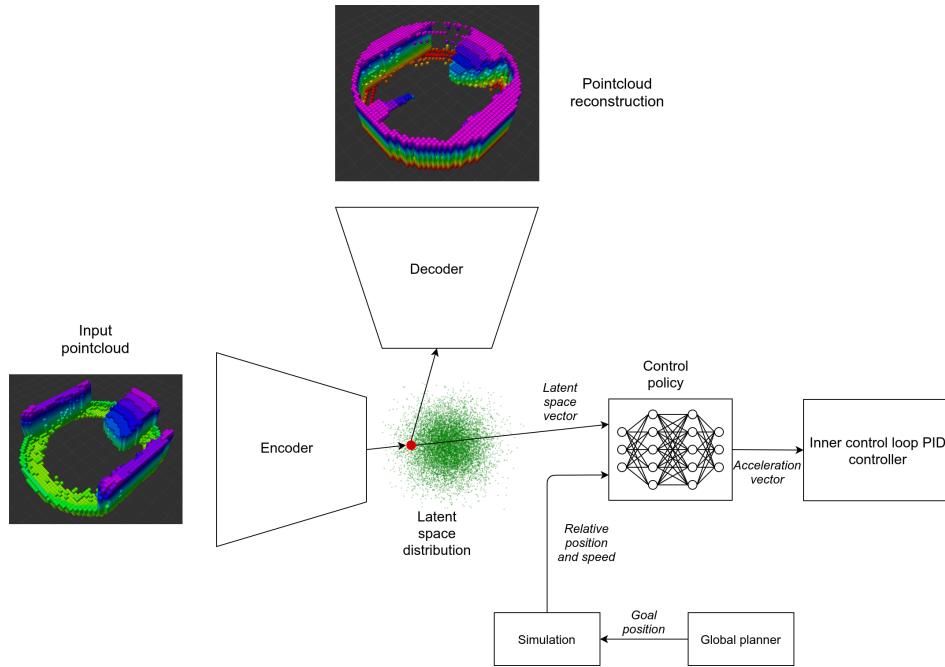 Pointcloud
reconstruction
Decoder
Input
pointcloud
Encoder
Latent
space
distribution
Latent
space
vector
Control
policy
Acceleration
vector
Inner control loop PID
controller
Relative
position
and speed
Simulation
Goal
position
Global planner